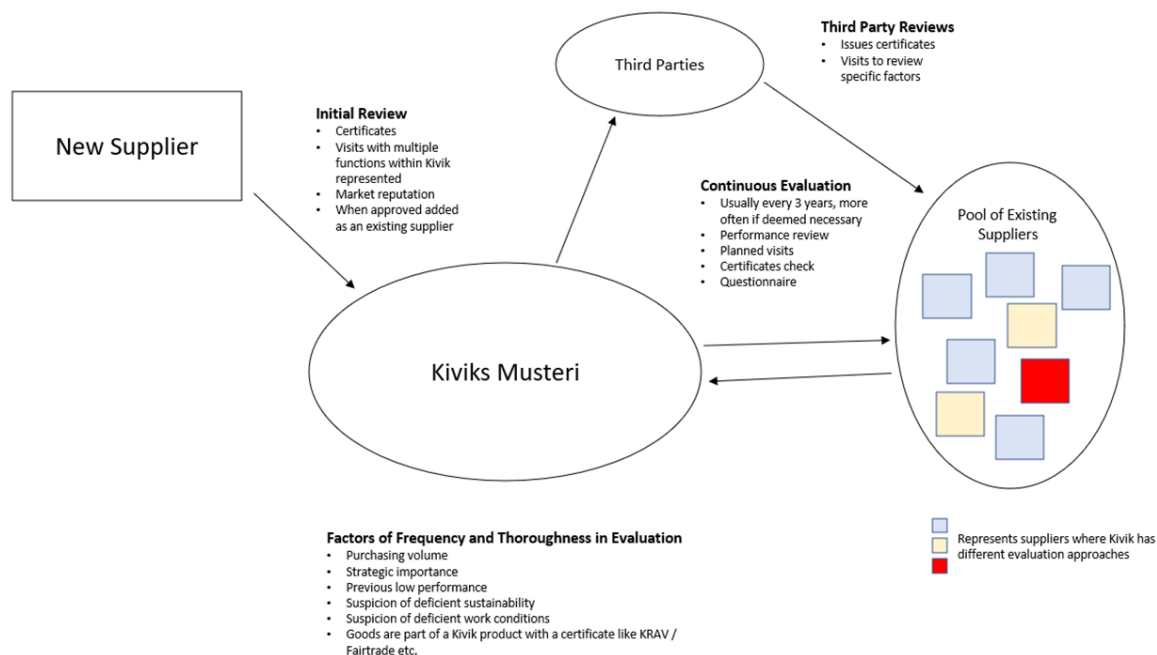 Third Parties
Third Party Reviews
• Issues certificates
• Visits to review
specific factors
New Supplier
Initial Review
• Certificates
• Visits with multiple
functions within Kivik
represented
• Market reputation
• When approved added
as an existing supplier
Continuous Evaluation
• Usually every 3 years, more
often if deemed necessary
• Performance review
• Planned visits
• Certificates check
• Questionnaire
Pool of Existing
Suppliers
Kiviks Musteri
Factors of Frequency and Thoroughness in Evaluation
• Purchasing volume
• Strategic importance
• Previous low performance
• Suspicion of deficient sustainability
• Suspicion of deficient work conditions
• Goods are part of a Kivik product with a certificate like KRAV /
Fairtrade etc.
Represents suppliers where Kivik has
different evaluation approaches